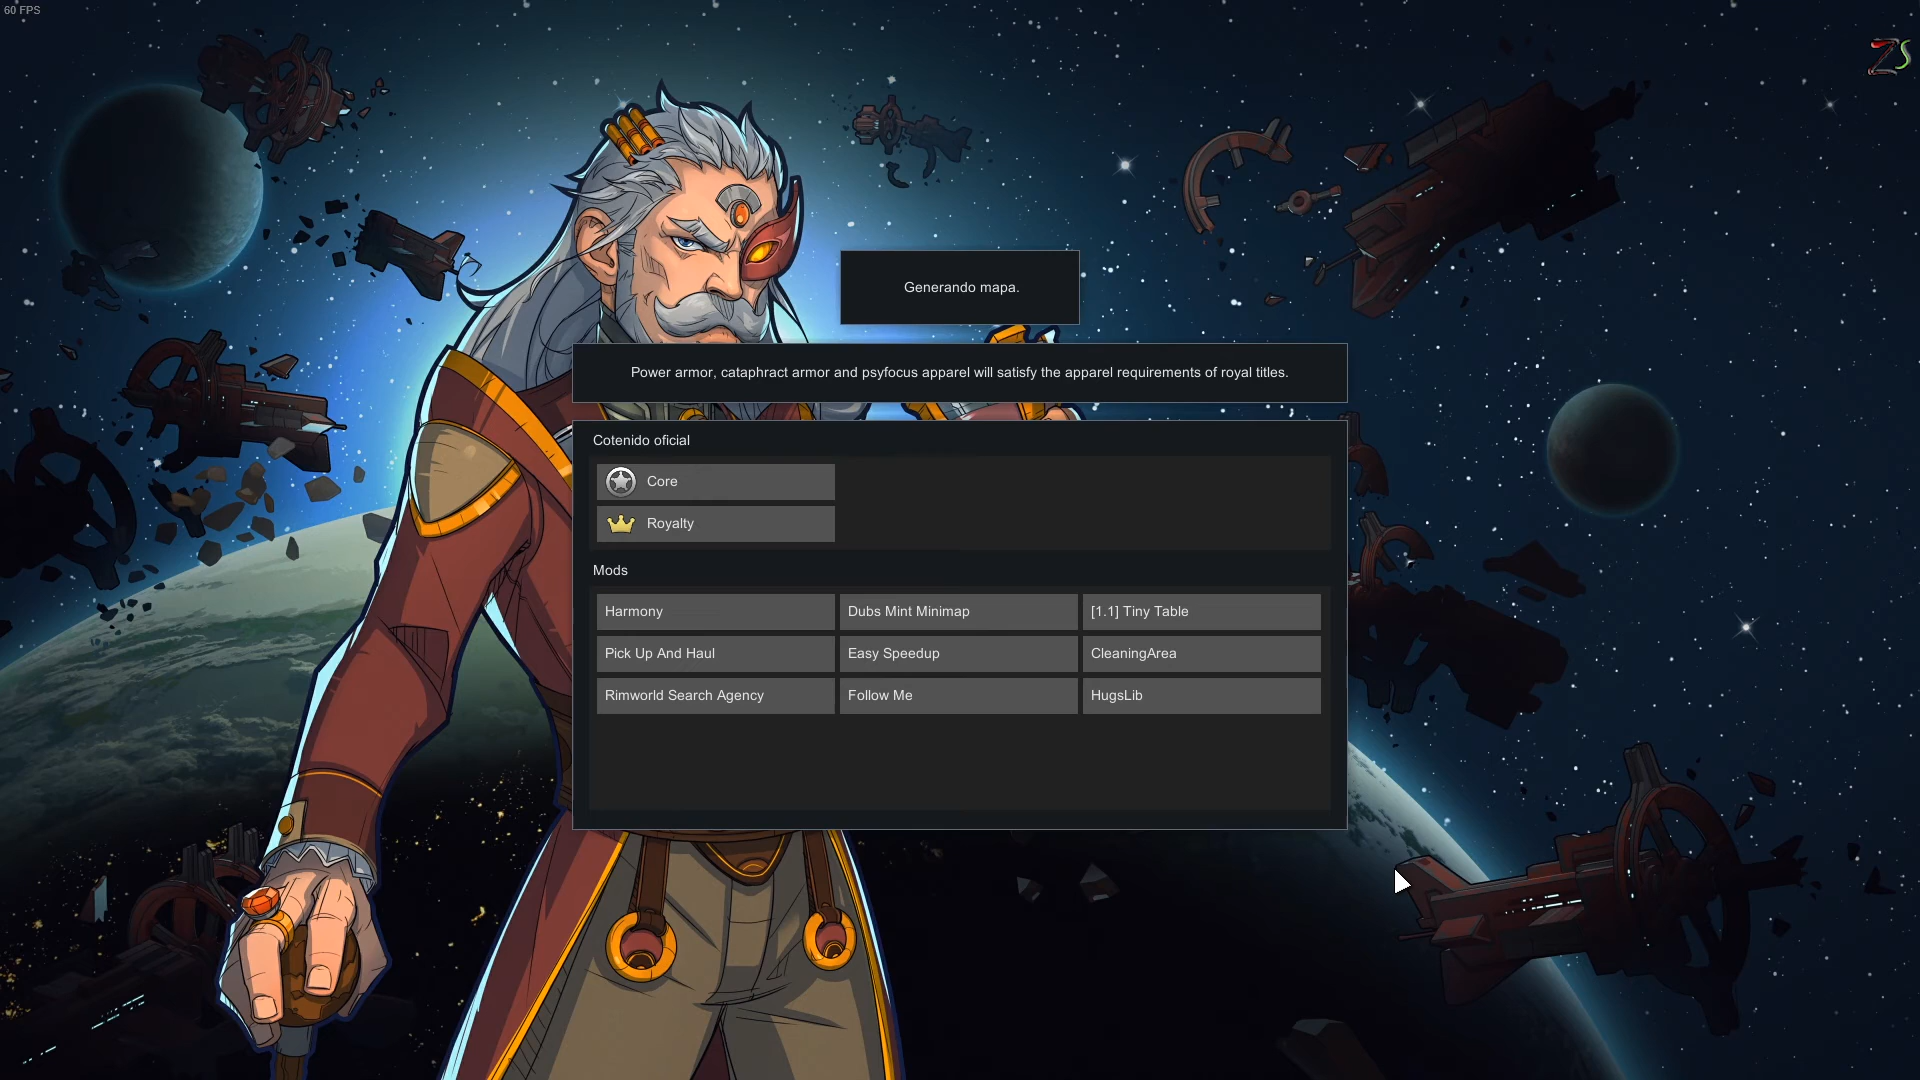 60 FPS
ZS
Generando mapa.
Power armor, cataphract armor and psyfocus apparel will satisfy the apparel requirements of royal titles.
Cotenido oficial
Core
Royalty
Mods
Harmony
Dubs Mint Minimap
[1.1] Tiny Table
Pick Up And Haul
Easy Speedup
CleaningArea
Rimworld Search Agency
Follow Me
HugsLib